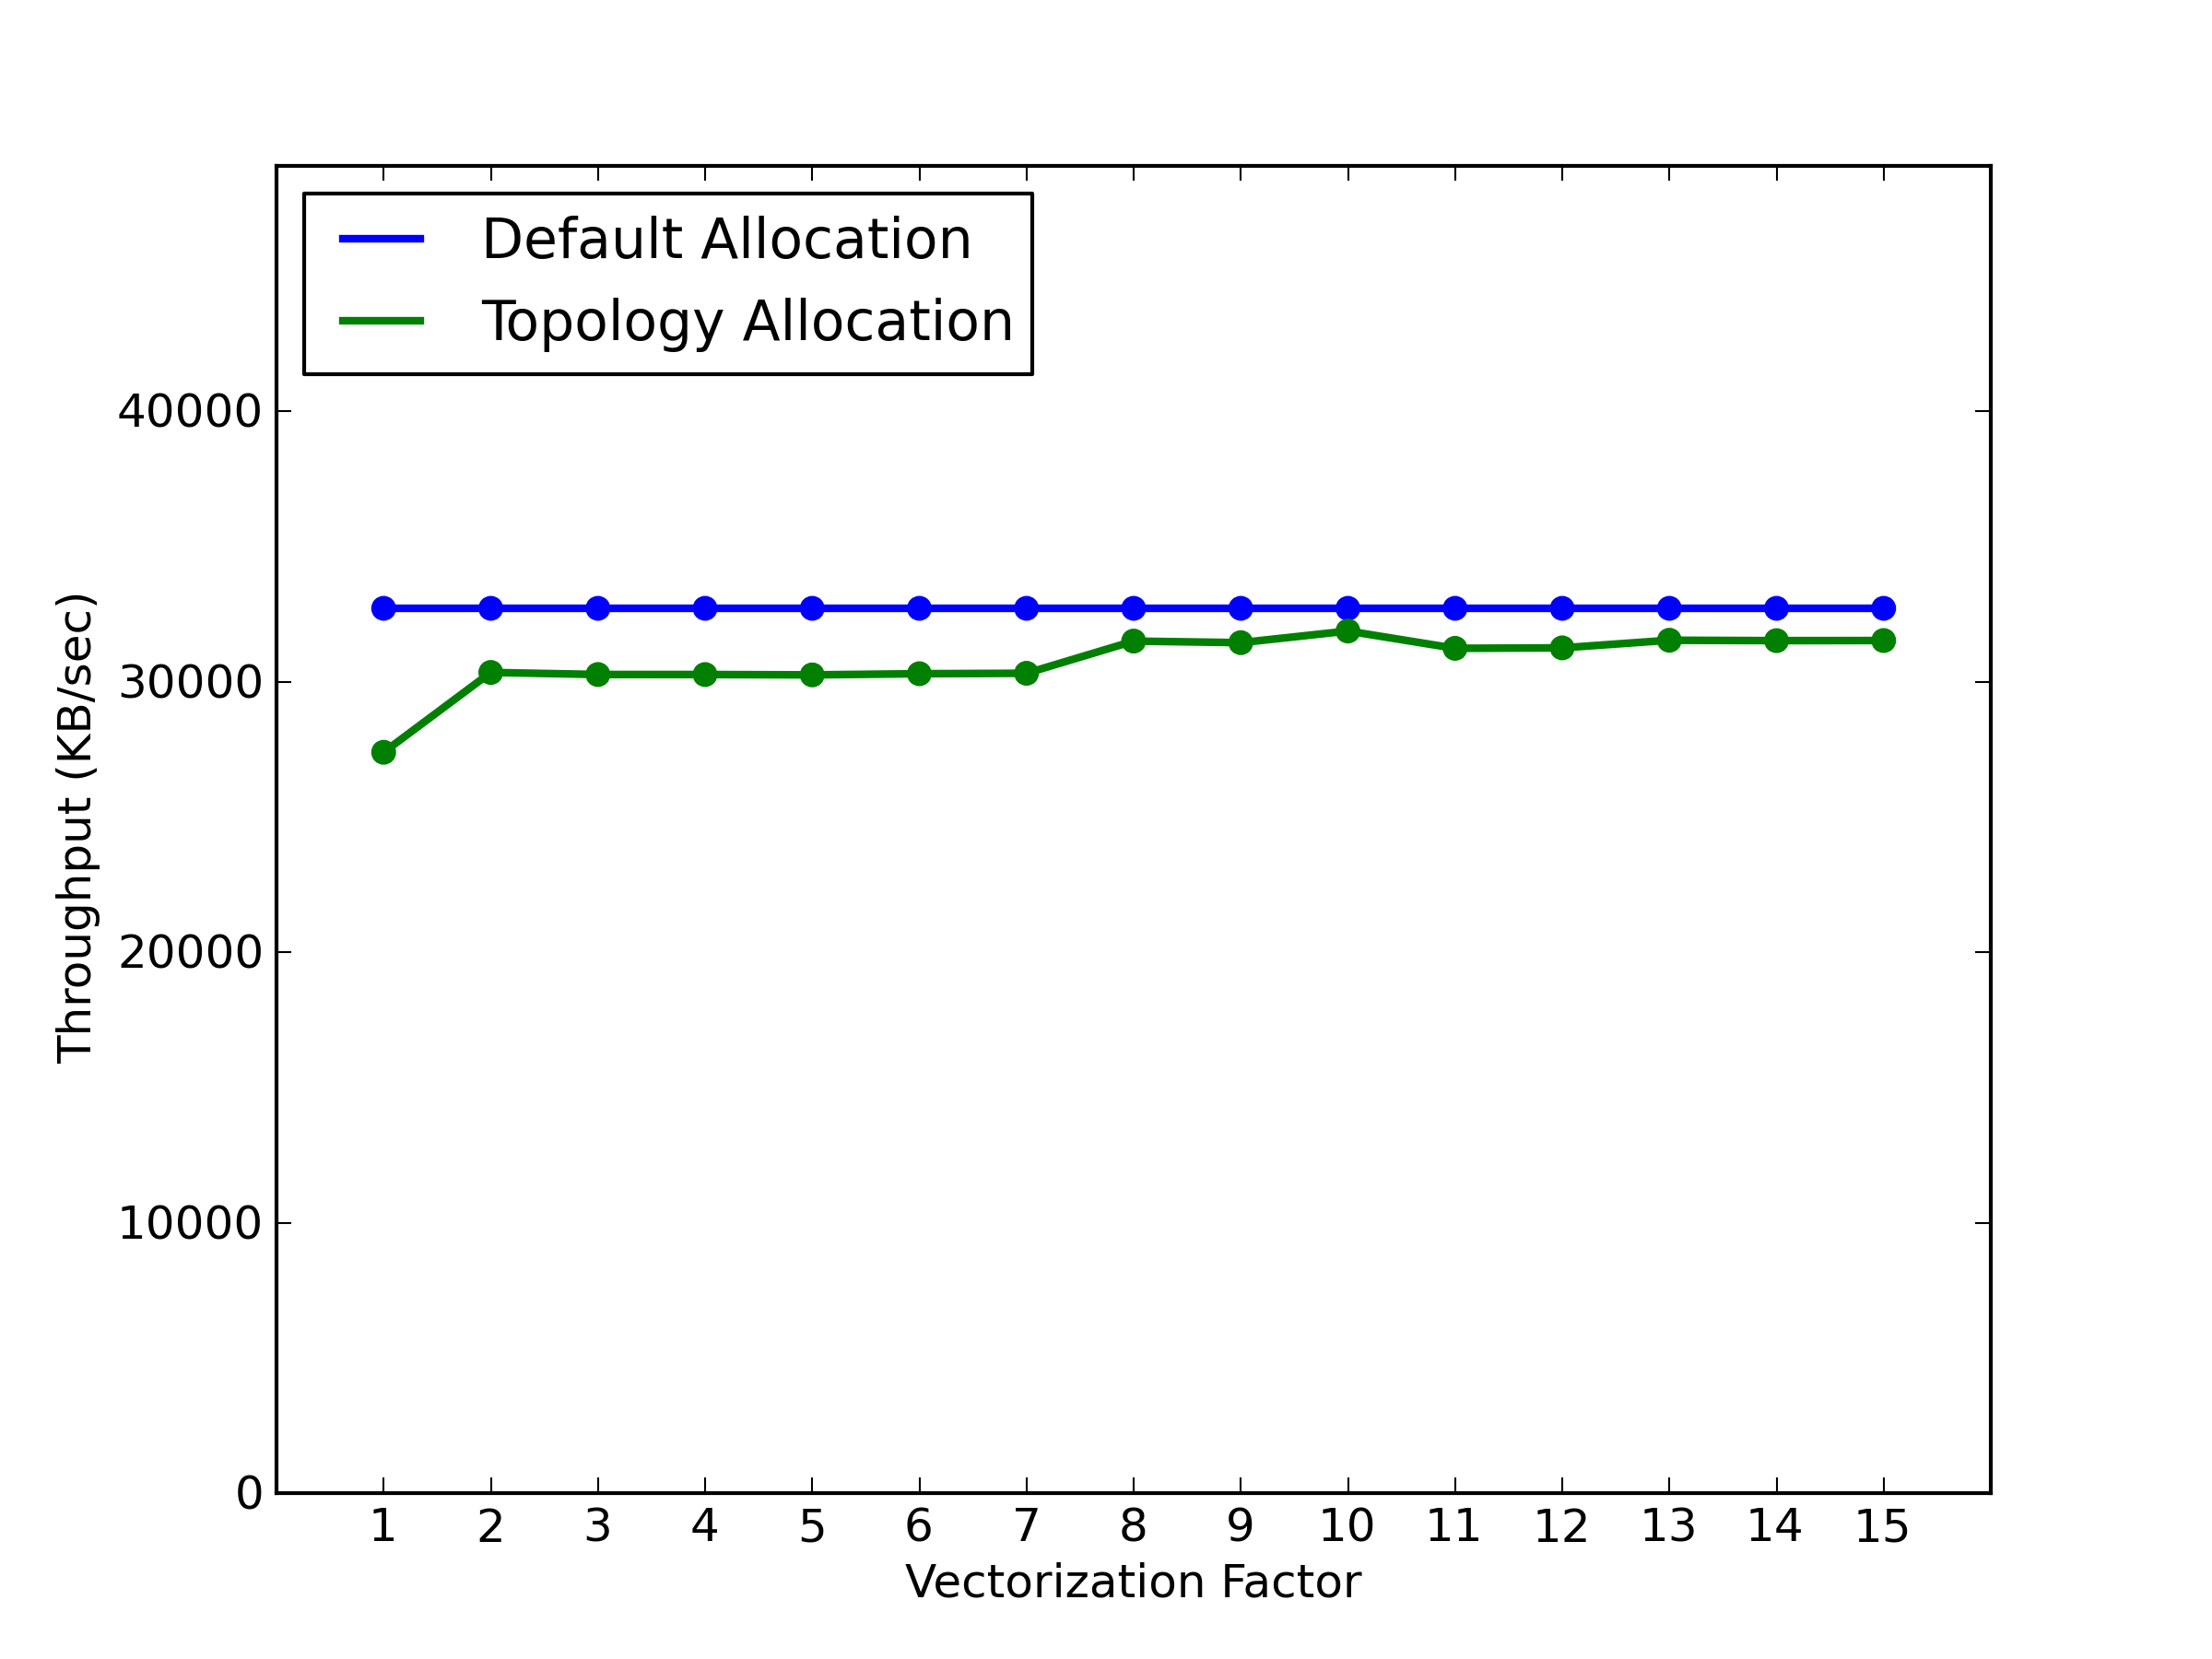 Default Allocation
Topology Allocation
40000
30000
20000
10000
0
Throughput (KB/sec)
1 2 3 4 5 6 7 8 9 10 11 12 13 14 15
Vectorization Factor